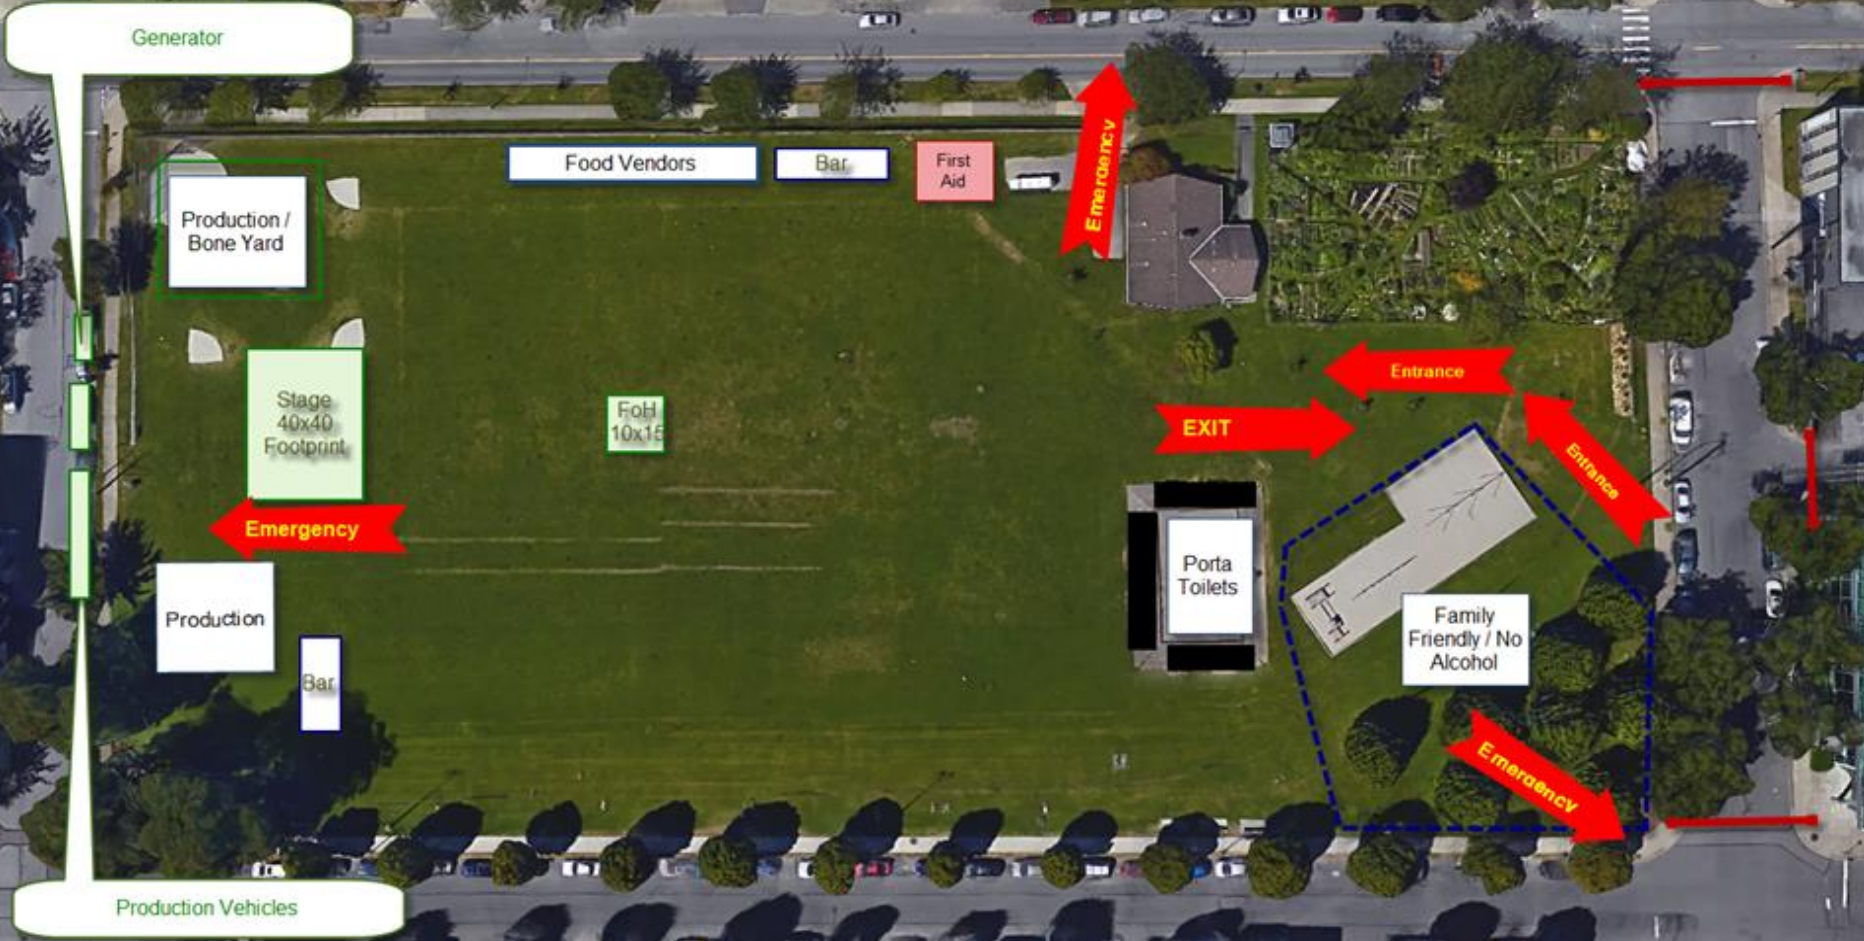 Generator
Production /
Bone Yard
Food Vendors
Bar
First
Aid
Emergency
Stage
40x40
Footprint
FoH
10x15
Entrance
EXIT
Entrance
Emergency
Production
Bar
Porta
Toilets
Family
Friendly / No
Alcohol
Emergency
Production Vehicles